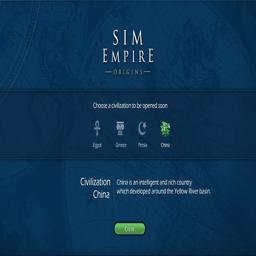 SIM
EMPIRE
ORIGINS
Choose a civilization to be opened soon
Egypt Greece Persia China
Civilization
China
China is an intelligent and rich country
which developed around the Yellow River basin.